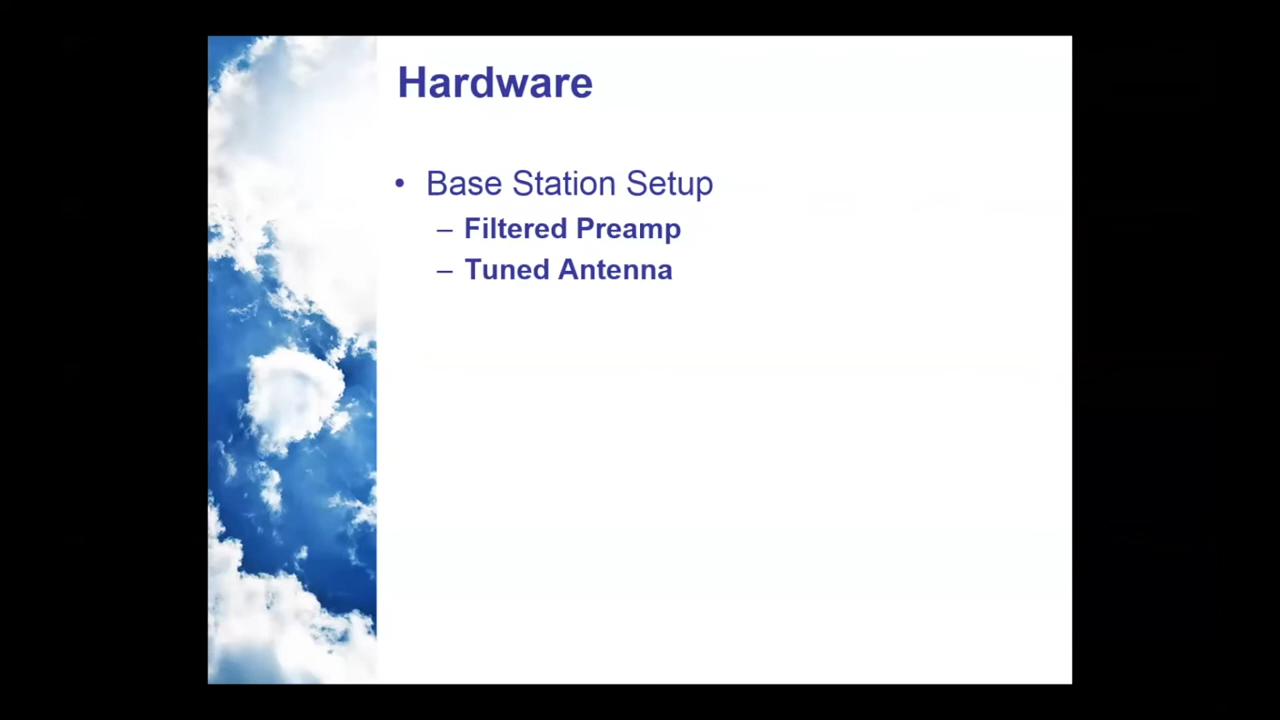 Hardware
• Base Station Setup
– Filtered Preamp
– Tuned Antenna